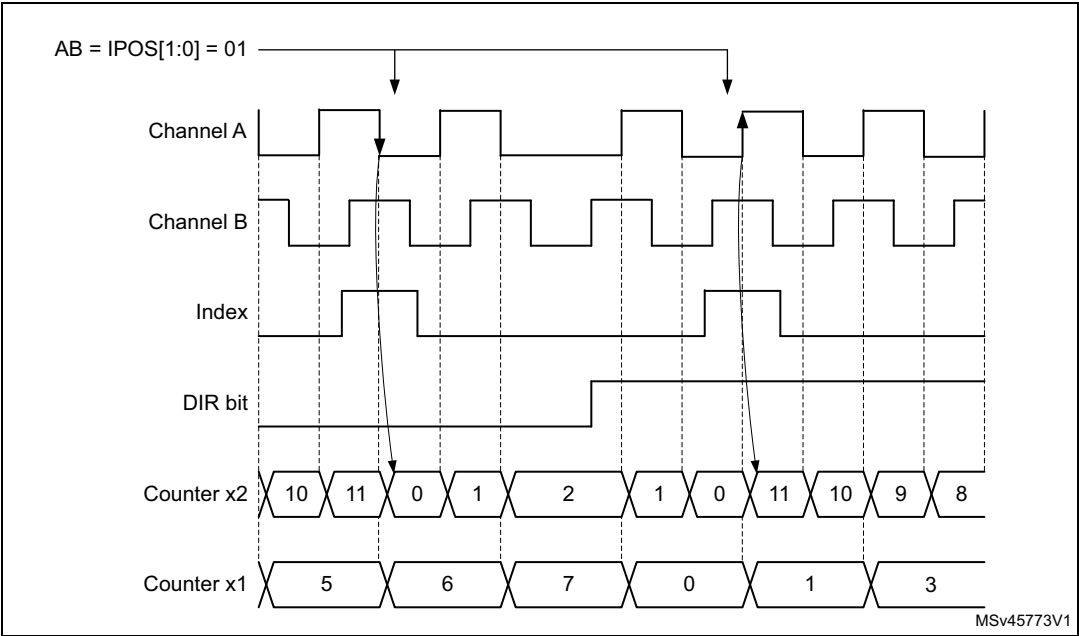 AB = IPOS[1:0] = 01
Channel A
Channel B
Index
DIR bit
Counter x2 10 11 0 1 2 1 0 11 10 9 8
Counter x1 5 6 7 0 1 3
MSv45773V1